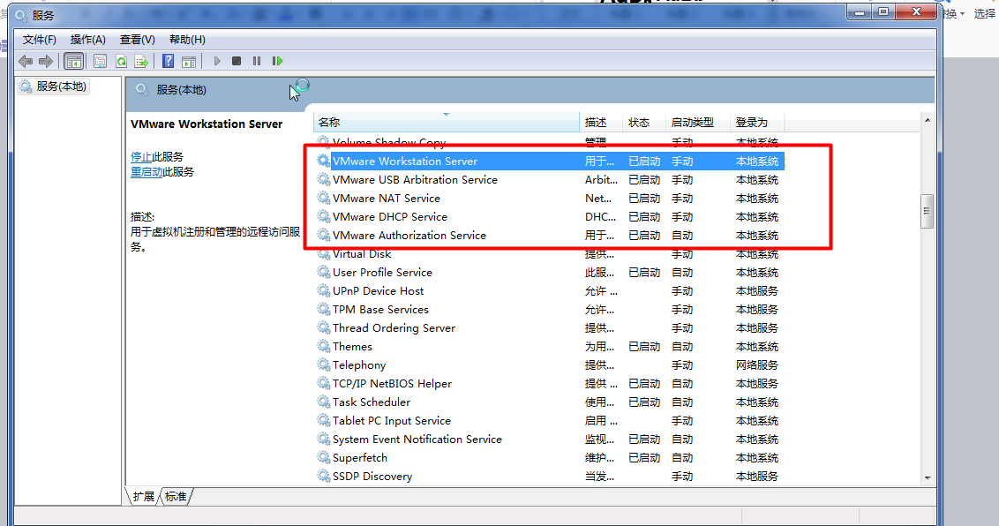 服务
替换
选择
文件(F) 操作(A) 查看(V) 帮助(H)
服务(本地)
服务(本地)
VMware Workstation Server
停止此服务
重启动此服务
描述:
用于虚拟机注册和管理的远程访问服
务。
名称 描述 状态 启动类型 登录为
Volume Shadow Copy 管理... 手动 本地系统
VMware Workstation Server 用于... 已启动 手动 本地系统
VMware USB Arbitration Service Arbit... 已启动 手动 本地系统
VMware NAT Service Net... 已启动 手动 本地系统
VMware DHCP Service DHC... 已启动 手动 本地系统
VMware Authorization Service 用于... 已启动 自动 本地系统
Virtual Disk 提供... 手动 本地系统
User Profile Service 此服... 已启动 自动 本地系统
UPnP Device Host 允许 ... 手动 本地服务
TPM Base Services 允许... 手动 本地服务
Thread Ordering Server 提供... 手动 本地服务
Themes 为用... 已启动 自动 本地系统
Telephony 提供... 手动 网络服务
TCP/IP NetBIOS Helper 提供 ... 已启动 自动 本地服务
Task Scheduler 使用... 已启动 自动 本地系统
Tablet PC Input Service 启用 ... 手动 本地系统
System Event Notification Service 监视... 已启动 自动 本地系统
Superfetch 维护... 已启动 自动 本地系统
SSDP Discovery 当发... 手动 本地服务
扩展 标准